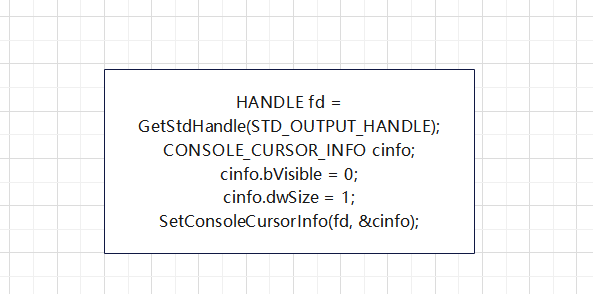 HANDLE fd =
GetStdHandle(STD_OUTPUT_HANDLE);
CONSOLE_CURSOR_INFO cinfo;
cinfo.bVisible = 0;
cinfo.dwSize = 1;
SetConsoleCursorInfo(fd, &cinfo);